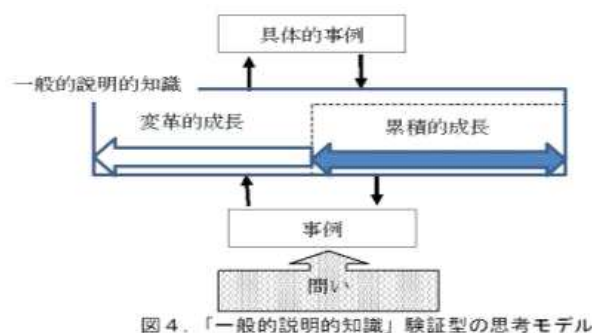 具体的事例
一般的説明的知識
変革的成長
累積的成長
事例
問い
図４．「一般的説明的知識」験証型の思考モデル